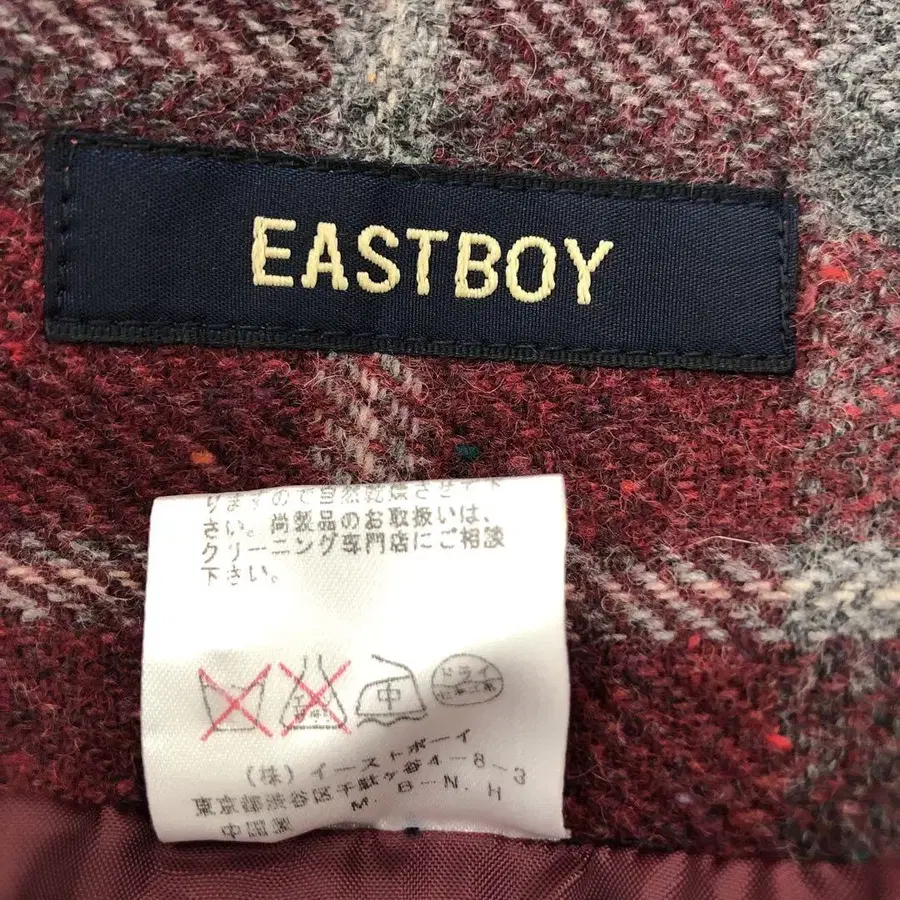 EASTBOY
りますので自然乾燥させて下
さい。尚製品のお取扱いは、
クリーニング専門店にご相談
下さい。
中 ドライ
(株)イーストボーイ
東京都渋谷区千駄ヶ谷4-8-3
中国製 M.B-N.H